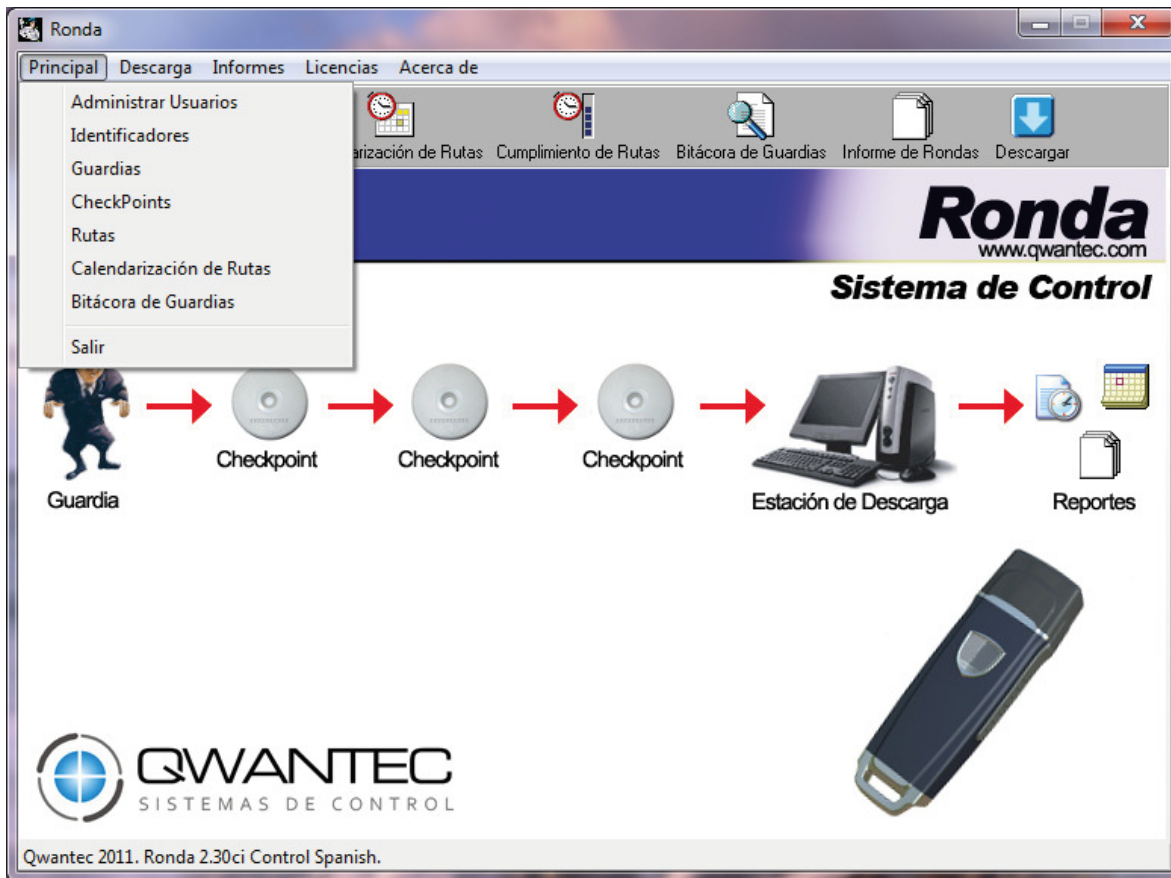 Ronda
Principal Descarga Informes Licencias Acerca de
Administrar Usuarios
Identificadores
Guardias
CheckPoints
Rutas
Calendarización de Rutas
Bitácora de Guardias
Salir
arización de Rutas Cumplimiento de Rutas Bitácora de Guardias Informe de Rondas Descargar
Ronda
www.qwantec.com
Sistema de Control
Checkpoint Checkpoint Checkpoint
Guardia Estación de Descarga Reportes
QWANTEC
SISTEMAS DE CONTROL
Qwantec 2011. Ronda 2.30ci Control Spanish.